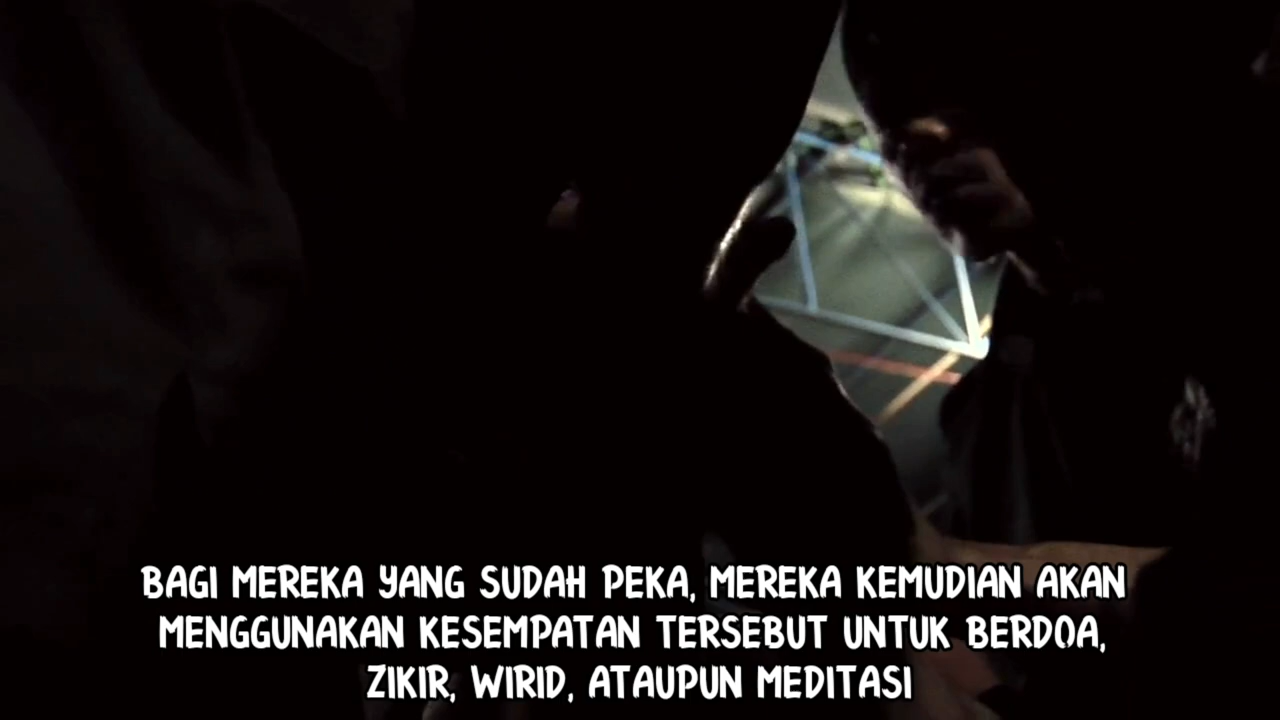 BAGI MEREKA YANG SUDAH PEKA, MEREKA KEMUDIAN AKAN
MENGGUNAKAN KESEMPATAN TERSEBUT UNTUK BERDOA,
ZIKIR, WIRID, ATAUPUN MEDITASI